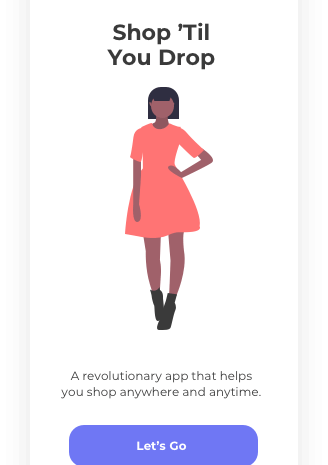 Shop ’Til
You Drop
A revolutionary app that helps
you shop anywhere and anytime.
Let’s Go